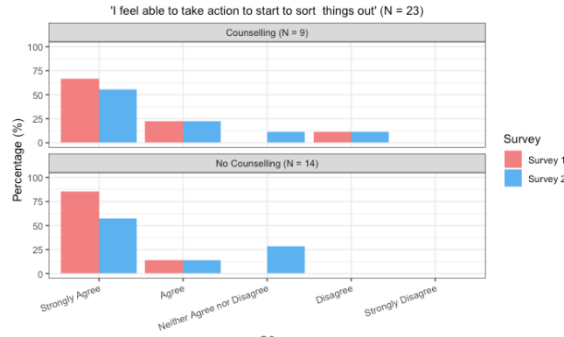 'I feel able to take action to start to sort  things out' (N = 23)
Counselling (N = 9)
100
75
50
25
0
No Counselling (N = 14)
100
75
50
25
0
Percentage (%)
Strongly Agree
Agree
Neither Agree nor Disagree
Disagree
Strongly Disagree
Survey
Survey 1
Survey 2